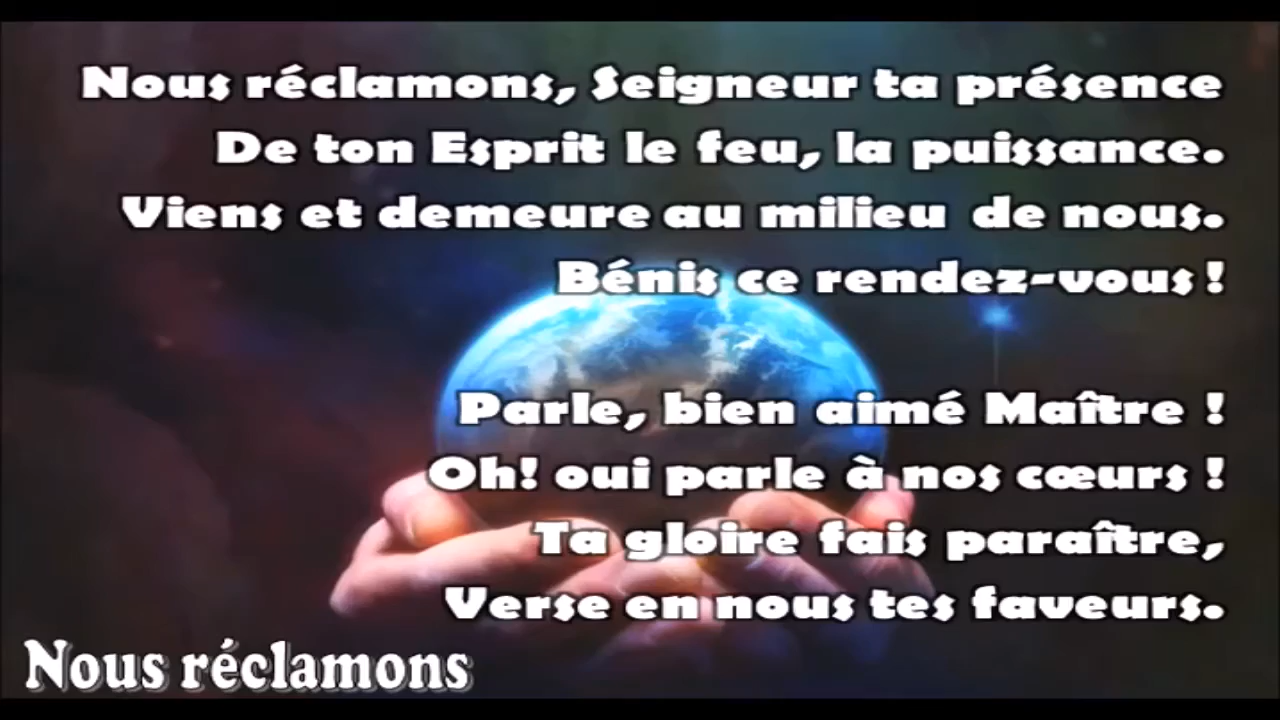 Nous réclamons, Seigneur ta présence
De ton Esprit le feu, la puissance.
Viens et demeure au milieu de nous.
Bénis ce rendez-vous !
Parle, bien aimé Maître !
Oh! oui parle à nos cœurs !
Ta gloire fais paraître,
Verse en nous tes faveurs.
Nous réclamons